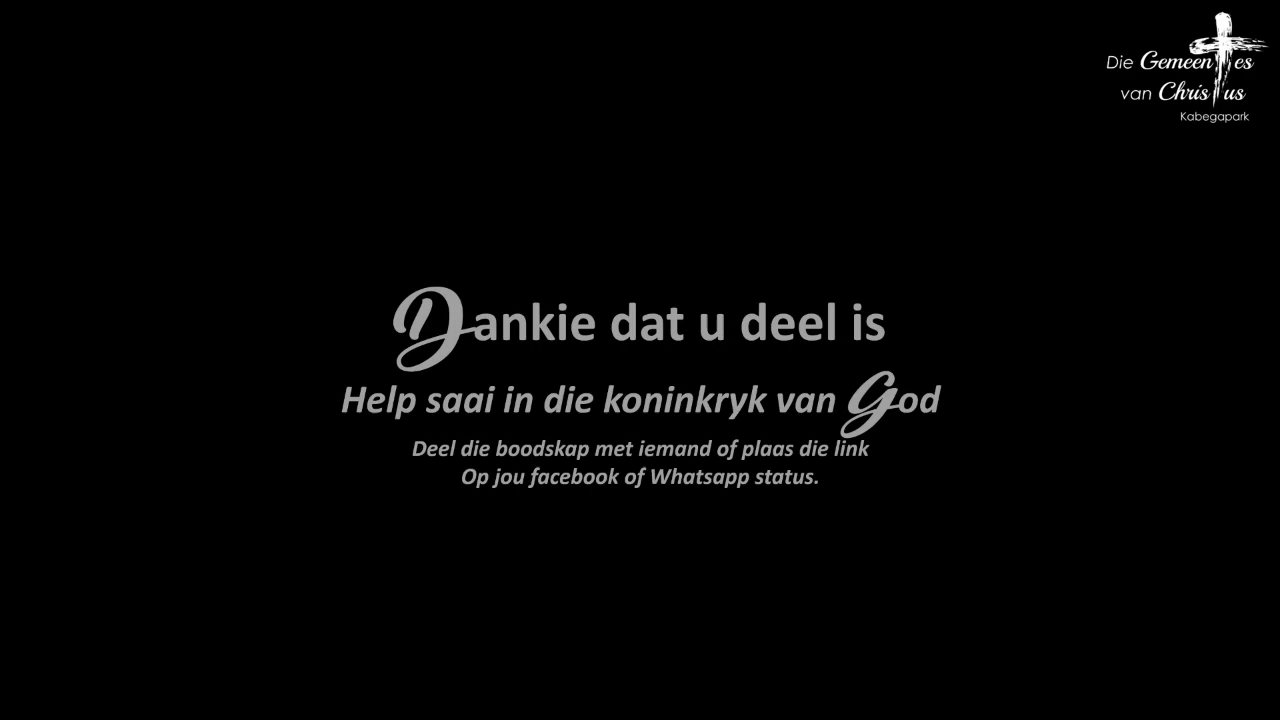 Die Gemeentes
van Christus
Kabegapark
Dankie dat u deel is
Help saai in die koninkryk van God
Deel die boodskap met iemand of plaas die link
Op jou facebook of Whatsapp status.